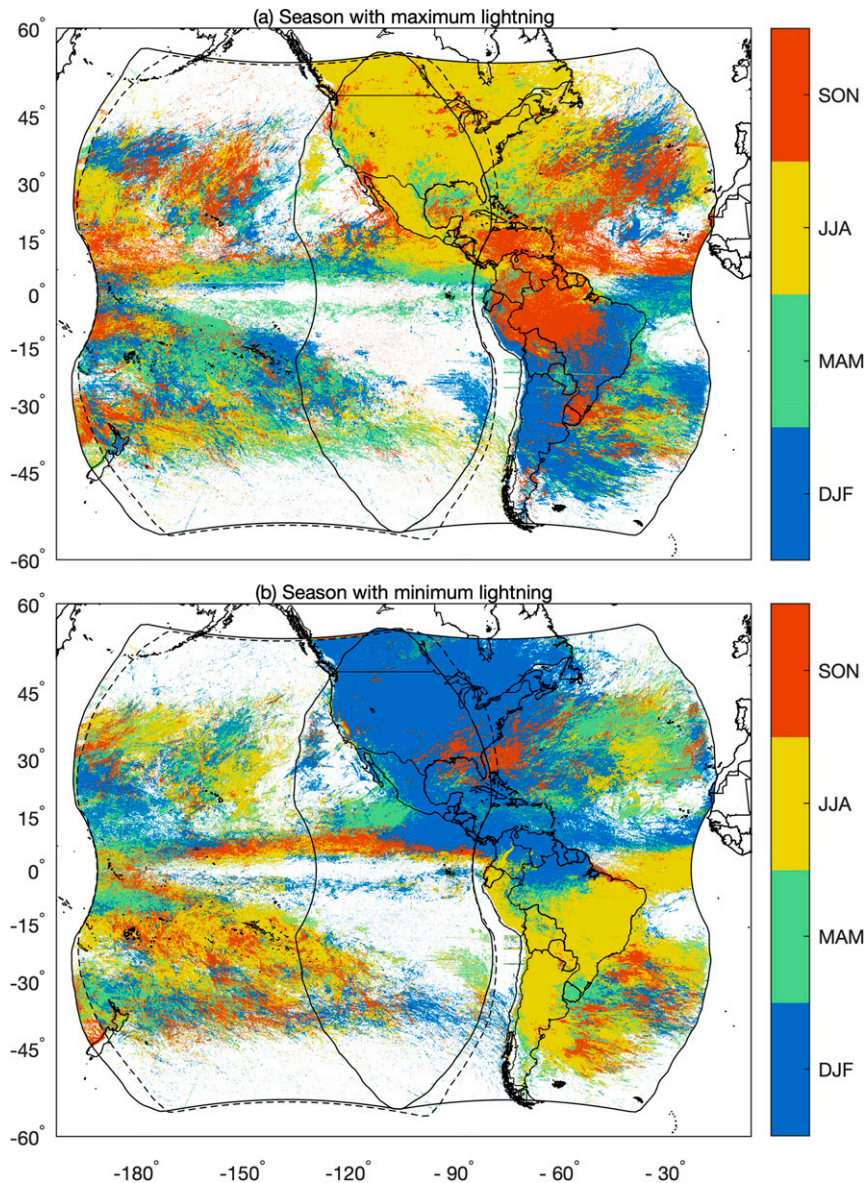 (a) Season with maximum lightning
60°
45°
30°
15°
0°
-15°
-30°
-45°
-60°
SON
JJA
MAM
DJF
(b) Season with minimum lightning
60°
45°
30°
15°
0°
-15°
-30°
-45°
-60°
SON
JJA
MAM
DJF
-180° -150° -120° - 90° - 60° - 30°